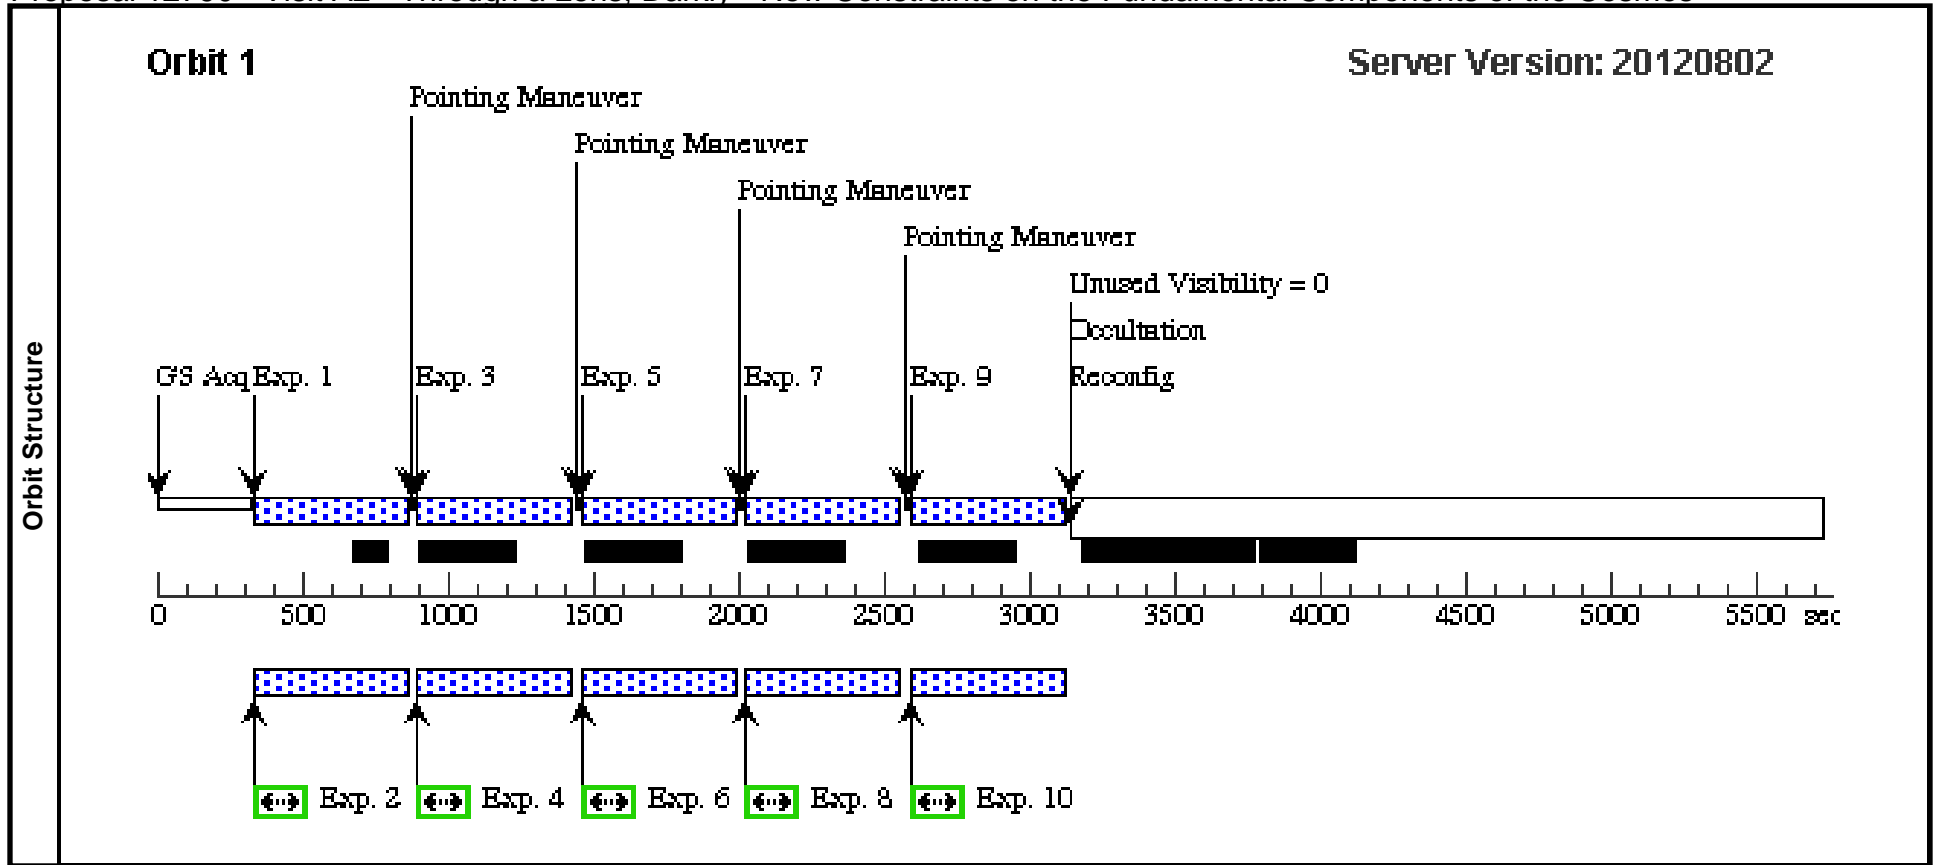 Orbit 1
Server Version: 20120802
Pointing Maneuver
Pointing Maneuver
Pointing Maneuver
Pointing Maneuver
Unused Visibility = 0
Occultation
GS Acq Exp. 1 Exp. 3 Exp. 5 Exp. 7 Exp. 9 Reconfig
Orbit Structure
0 500 1000 1500 2000 2500 3000 3500 4000 4500 5000 5500 sec
Exp. 2 Exp. 4 Exp. 6 Exp. 8 Exp. 10